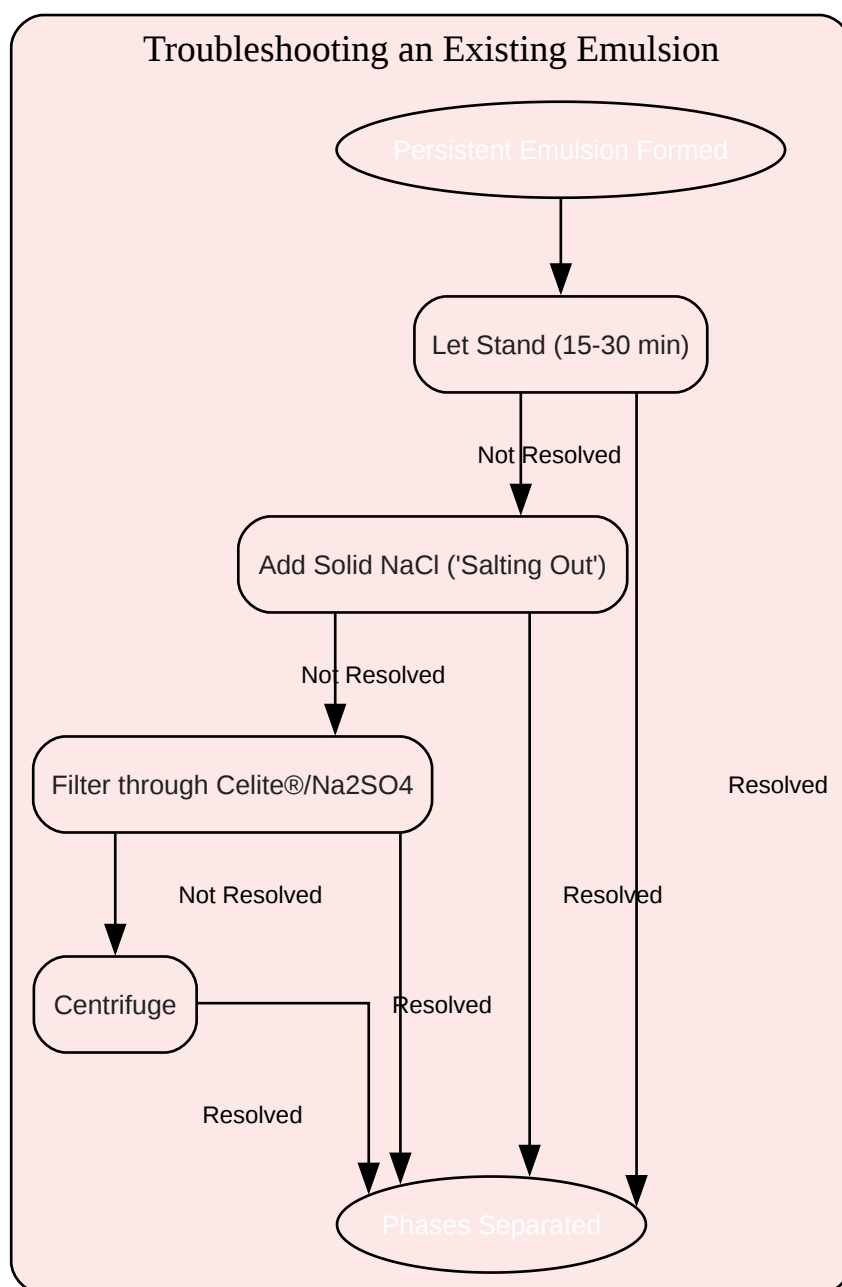 Troubleshooting an Existing Emulsion
Persistent Emulsion Formed
Let Stand (15-30 min)
Not Resolved
Add Solid NaCl ('Salting Out')
Not Resolved
Filter through Celite®/Na2SO4
Resolved
Not Resolved
Resolved
Centrifuge
Resolved
Resolved
Phases Separated